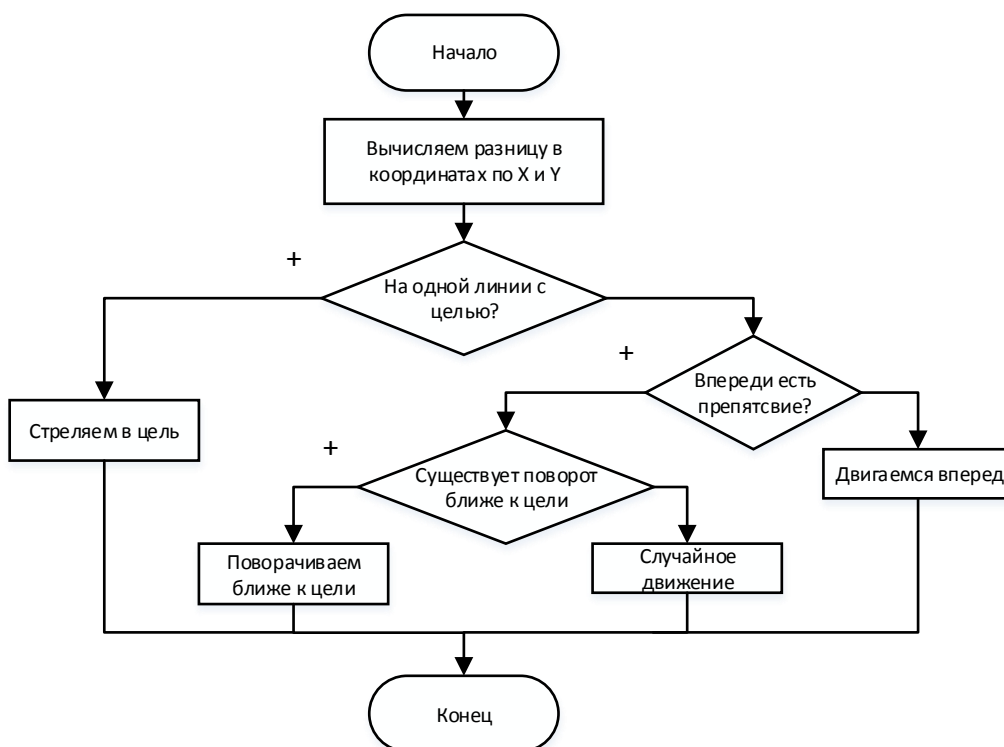 Начало
Вычисляем разницу в
координатах по X и Y
+
На одной линии с
целью?
+
Впереди есть
препятсвие?
Стреляем в цель
+
Существует поворот
ближе к цели
Двигаемся вперед
Поворачиваем
ближе к цели
Случайное
движение
Конец